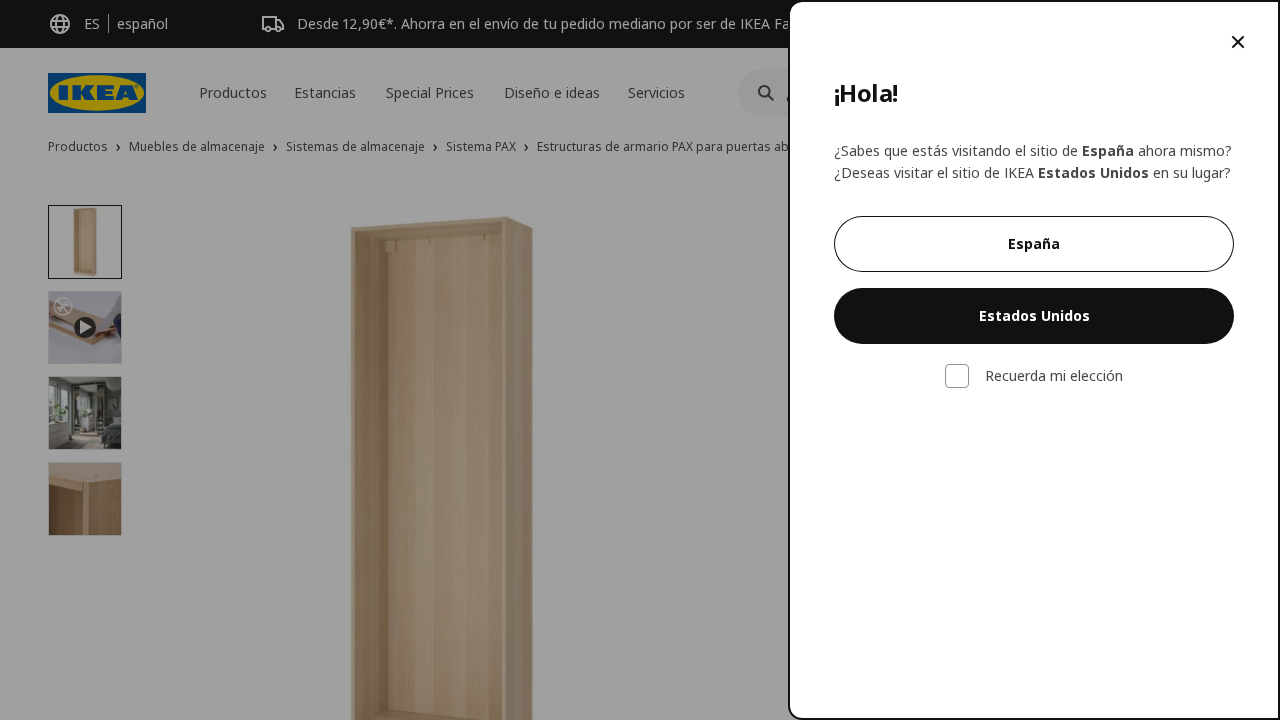 ES español
Desde 12,90€*. Ahorra en el envío de tu pedido mediano por ser de IKEA
IKEA
Productos Estancias Special Prices Diseño e ideas Servicios
Productos › Muebles de almacenaje › Sistemas de almacenaje › Sistema PAX › Estructuras de armario PAX para puertas
¡Hola!
¿Sabes que estás visitando el sitio de España ahora mismo?
¿Deseas visitar el sitio de IKEA Estados Unidos en su lugar?
España
Estados Unidos
Recuerda mi elección